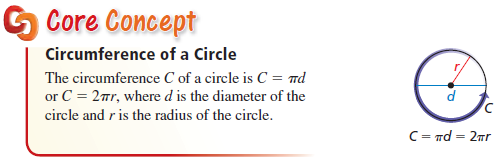 Core Concept
Circumference of a Circle
The circumference C of a circle is C = πd
or C = 2πr, where d is the diameter of the
circle and r is the radius of the circle.
r
d
C
C = πd = 2πr